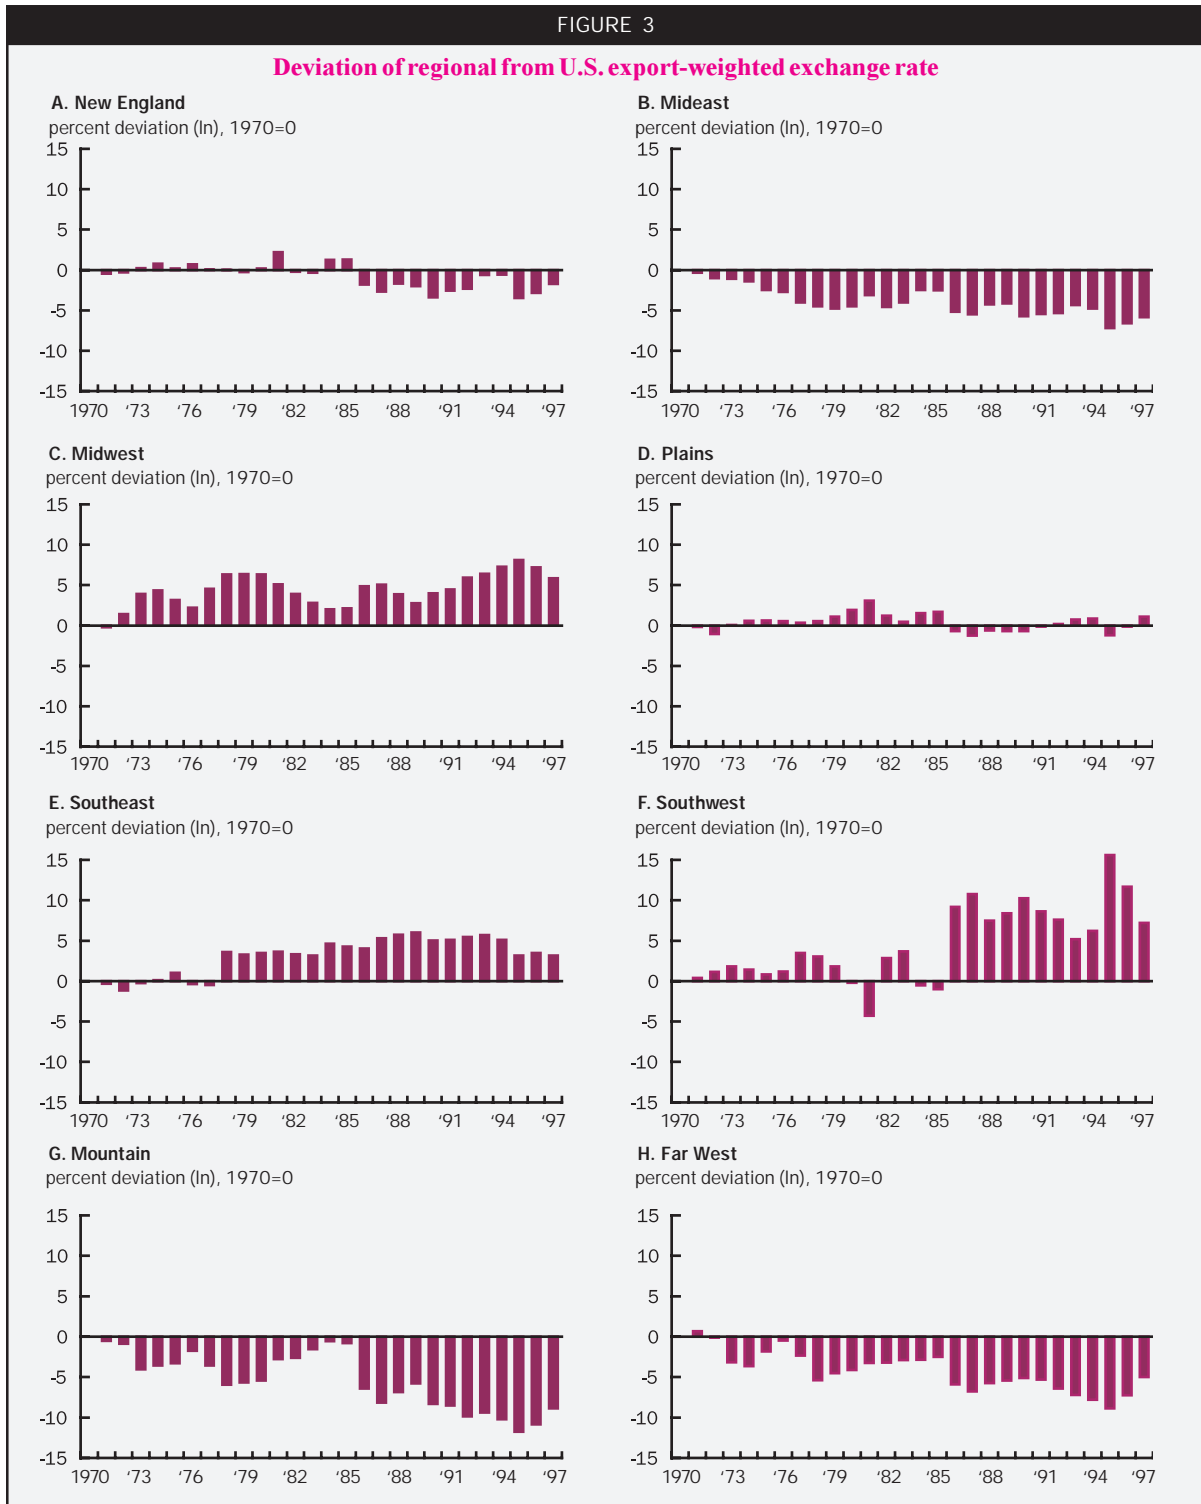 FIGURE 3
Deviation of regional from U.S. export-weighted exchange rate
A. New England
percent deviation (ln), 1970=0
15
10
5
0
-5
-10
-15
1970 ‘73 ‘76 ‘79 ‘82 ‘85 ‘88 ‘91 ‘94 ‘97
B. Mideast
percent deviation (ln), 1970=0
15
10
5
0
-5
-10
-15
1970 ‘73 ‘76 ‘79 ‘82 ‘85 ‘88 ‘91 ‘94 ‘97
C. Midwest
percent deviation (ln), 1970=0
15
10
5
0
-5
-10
-15
1970 ‘73 ‘76 ‘79 ‘82 ‘85 ‘88 ‘91 ‘94 ‘97
D. Plains
percent deviation (ln), 1970=0
15
10
5
0
-5
-10
-15
1970 ‘73 ‘76 ‘79 ‘82 ‘85 ‘88 ‘91 ‘94 ‘97
E. Southeast
percent deviation (ln), 1970=0
15
10
5
0
-5
-10
-15
1970 ‘73 ‘76 ‘79 ‘82 ‘85 ‘88 ‘91 ‘94 ‘97
F. Southwest
percent deviation (ln), 1970=0
15
10
5
0
-5
-10
-15
1970 ‘73 ‘76 ‘79 ‘82 ‘85 ‘88 ‘91 ‘94 ‘97
G. Mountain
percent deviation (ln), 1970=0
15
10
5
0
-5
-10
-15
1970 ‘73 ‘76 ‘79 ‘82 ‘85 ‘88 ‘91 ‘94 ‘97
H. Far West
percent deviation (ln), 1970=0
15
10
5
0
-5
-10
-15
1970 ‘73 ‘76 ‘79 ‘82 ‘85 ‘88 ‘91 ‘94 ‘97